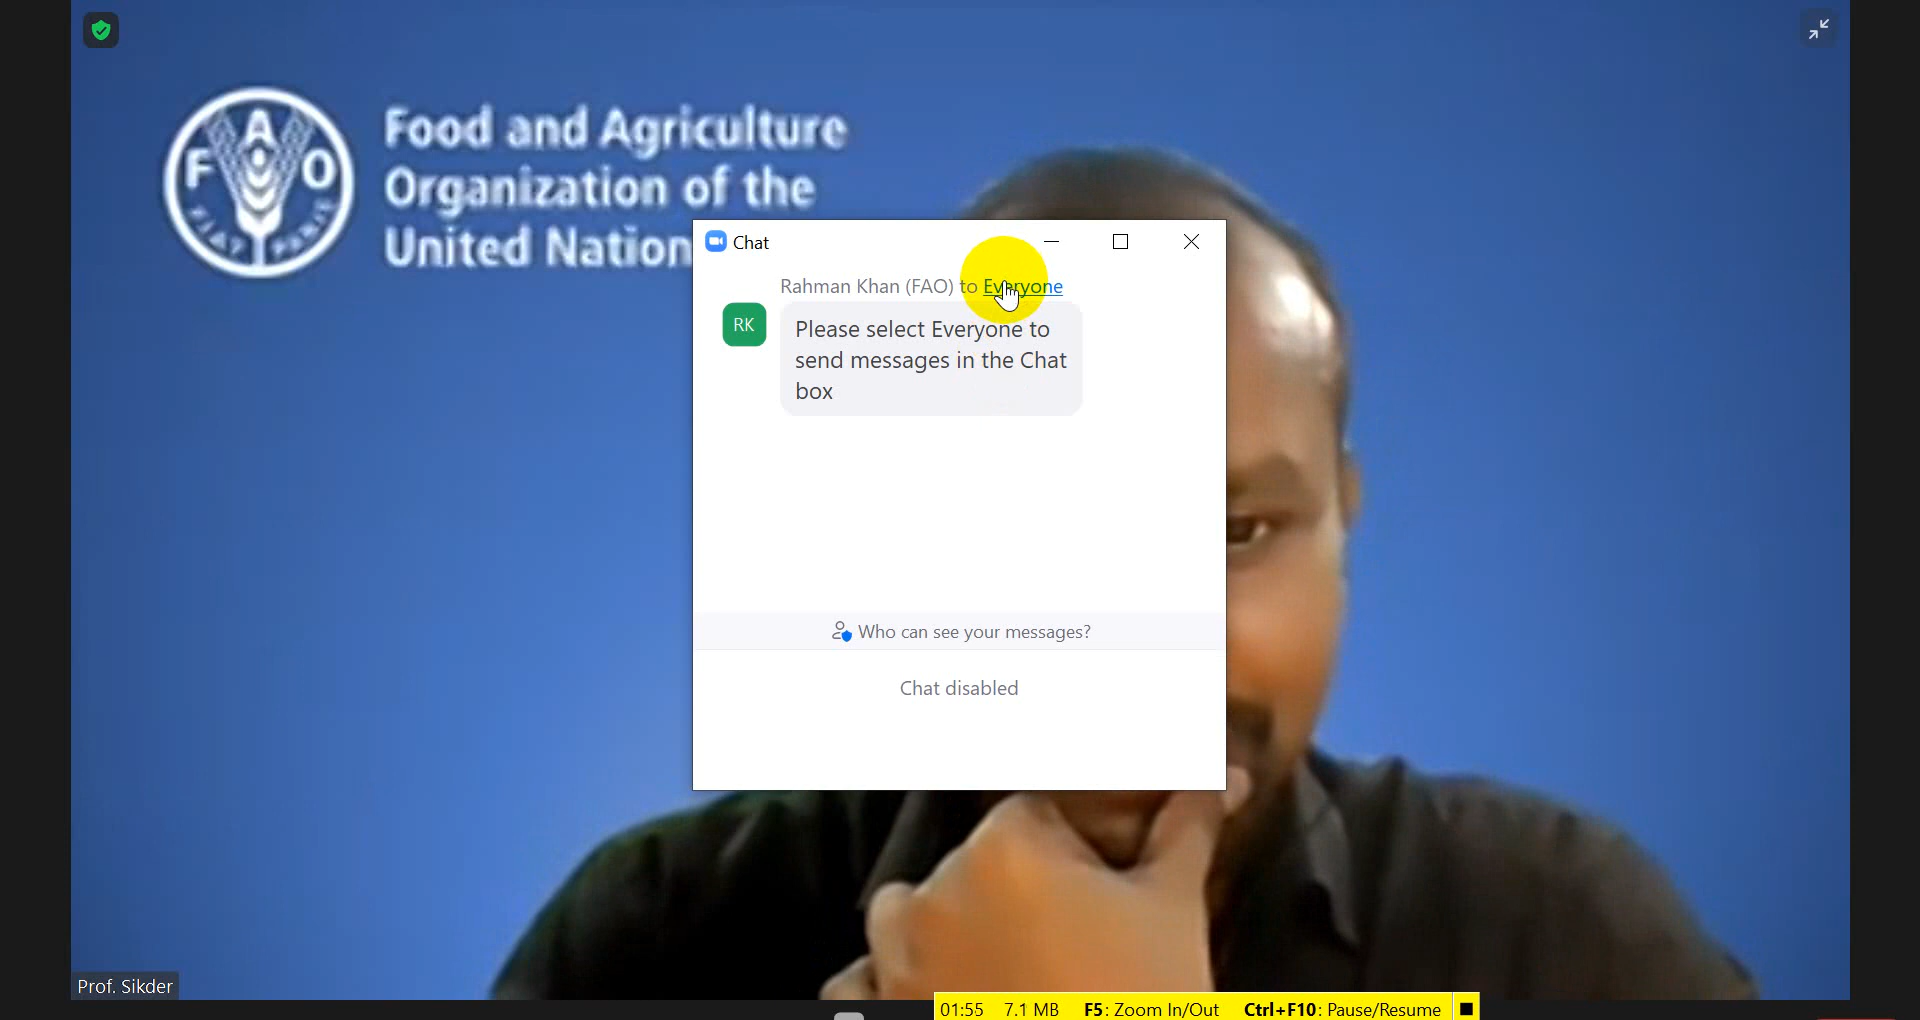 FAO
FIAT PANIS
Food and Agriculture
Organization of the
United Nation
Chat
Rahman Khan (FAO) to Everyone
RK
Please select Everyone to
send messages in the Chat
box
Who can see your messages?
Chat disabled
Prof. Sikder
01:55 7.1 MB F5: Zoom In/Out Ctrl+F10: Pause/Resume